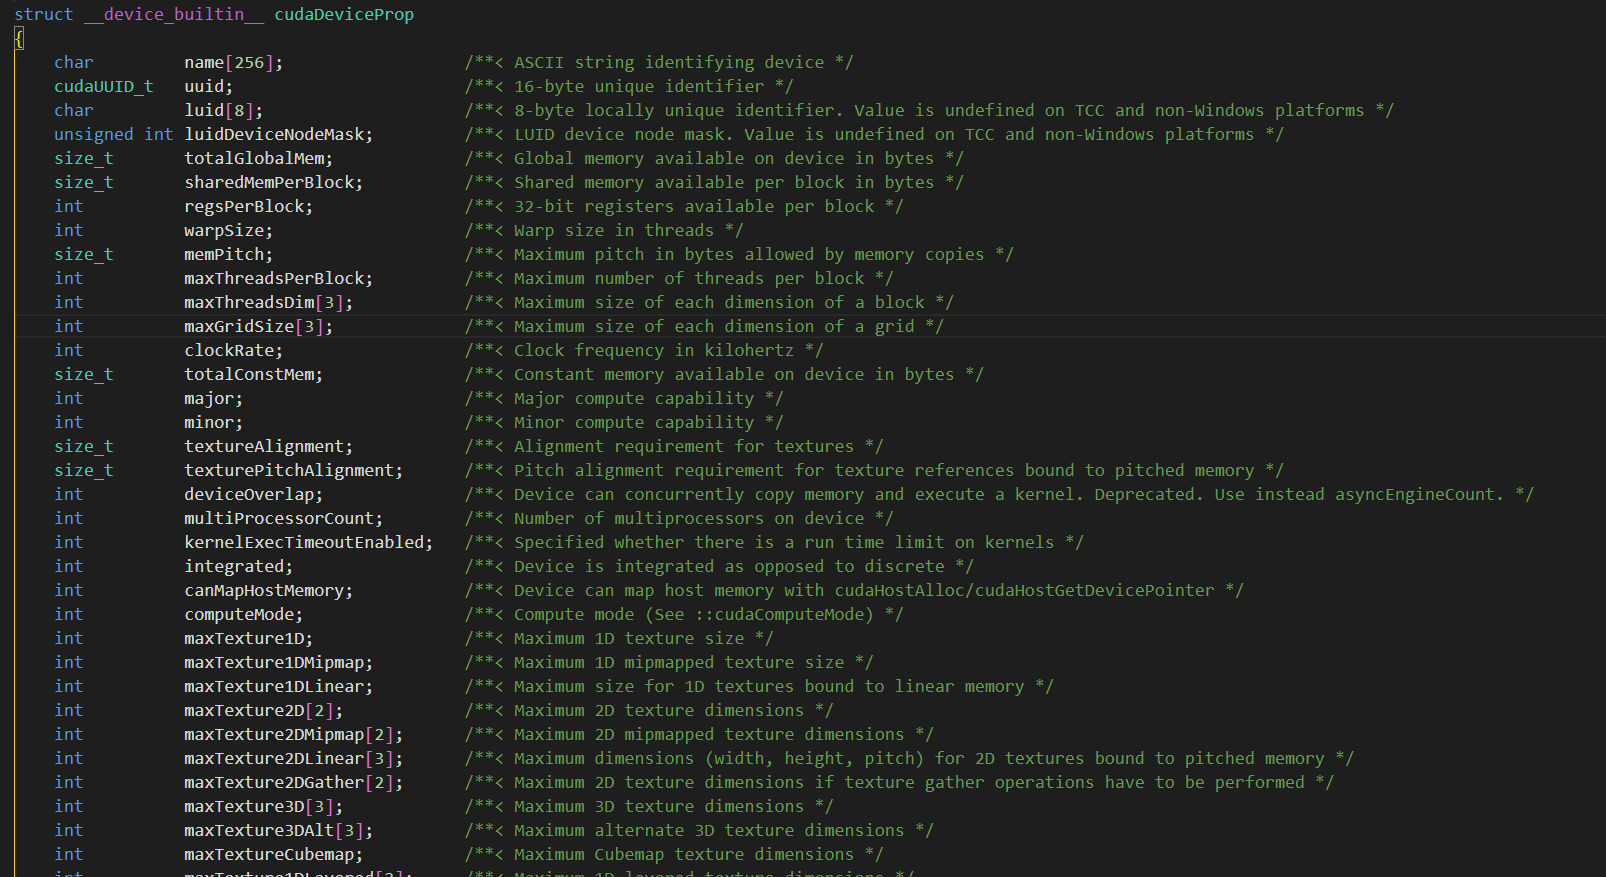 struct __device_builtin__ cudaDeviceProp
{
char name[256]; /**< ASCII string identifying device */
cudaUUID_t uuid; /**< 16-byte unique identifier */
char luid[8]; /**< 8-byte locally unique identifier. Value is undefined on TCC and non-Windows platforms */
unsigned int luidDeviceNodeMask; /**< LUID device node mask. Value is undefined on TCC and non-Windows platforms */
size_t totalGlobalMem; /**< Global memory available on device in bytes */
size_t sharedMemPerBlock; /**< Shared memory available per block in bytes */
int regsPerBlock; /**< 32-bit registers available per block */
int warpSize; /**< Warp size in threads */
size_t memPitch; /**< Maximum pitch in bytes allowed by memory copies */
int maxThreadsPerBlock; /**< Maximum number of threads per block */
int maxThreadsDim[3]; /**< Maximum size of each dimension of a block */
int maxGridSize[3]; /**< Maximum size of each dimension of a grid */
int clockRate; /**< Clock frequency in kilohertz */
size_t totalConstMem; /**< Constant memory available on device in bytes */
int major; /**< Major compute capability */
int minor; /**< Minor compute capability */
size_t textureAlignment; /**< Alignment requirement for textures */
size_t texturePitchAlignment; /**< Pitch alignment requirement for texture references bound to pitched memory */
int deviceOverlap; /**< Device can concurrently copy memory and execute a kernel. Deprecated. Use instead asyncEngineCount. */
int multiProcessorCount; /**< Number of multiprocessors on device */
int kernelExecTimeoutEnabled; /**< Specified whether there is a run time limit on kernels */
int integrated; /**< Device is integrated as opposed to discrete */
int canMapHostMemory; /**< Device can map host memory with cudaHostAlloc/cudaHostGetDevicePointer */
int computeMode; /**< Compute mode (See ::cudaComputeMode) */
int maxTexture1D; /**< Maximum 1D texture size */
int maxTexture1DMipmap; /**< Maximum 1D mipmapped texture size */
int maxTexture1DLinear; /**< Maximum size for 1D textures bound to linear memory */
int maxTexture2D[2]; /**< Maximum 2D texture dimensions */
int maxTexture2DMipmap[2]; /**< Maximum 2D mipmapped texture dimensions */
int maxTexture2DLinear[3]; /**< Maximum dimensions (width, height, pitch) for 2D textures bound to pitched memory */
int maxTexture2DGather[2]; /**< Maximum 2D texture dimensions if texture gather operations have to be performed */
int maxTexture3D[3]; /**< Maximum 3D texture dimensions */
int maxTexture3DAlt[3]; /**< Maximum alternate 3D texture dimensions */
int maxTextureCubemap; /**< Maximum Cubemap texture dimensions */
int maxTexture1DLayered[2]; /**< Maximum 1D layered texture dimensions */